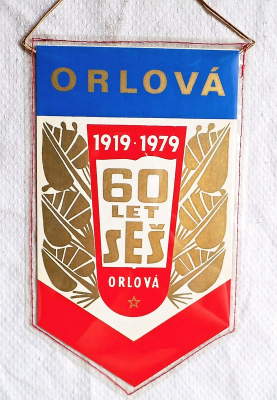 ORLOVÁ
1919 · 1979
60
LET
SEŠ
ORLOVÁ